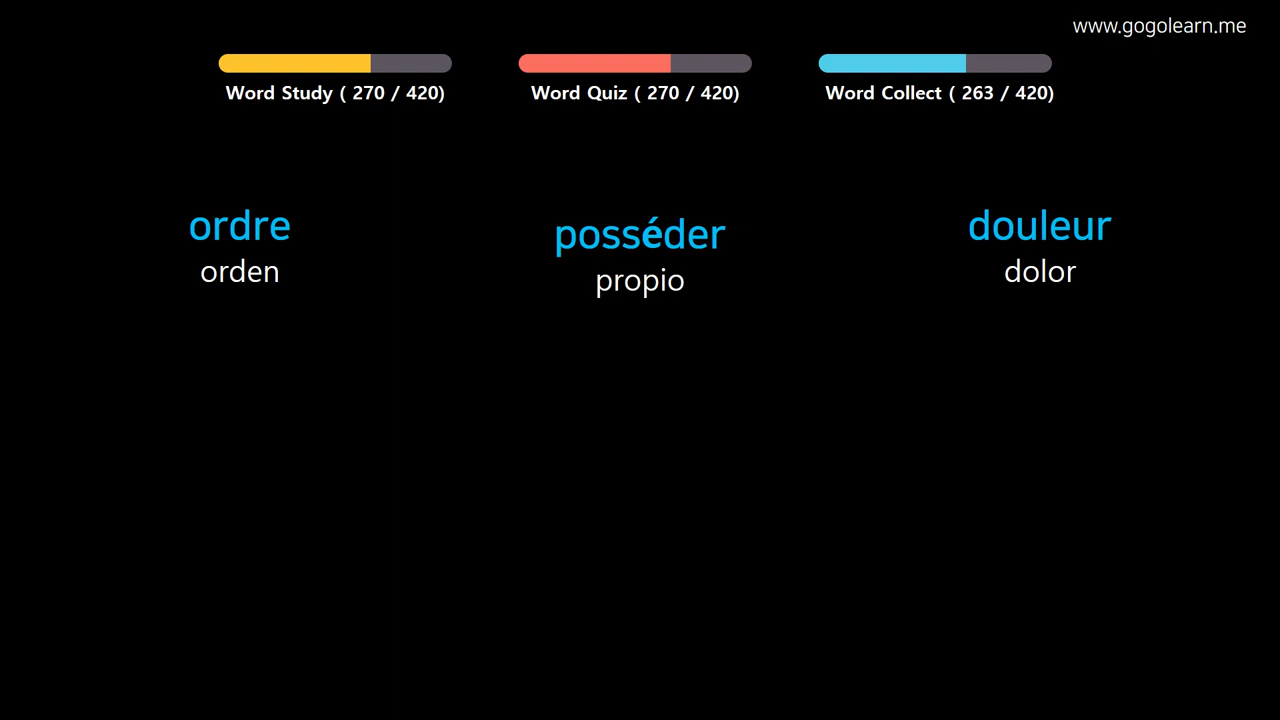 www.gogolearn.me
Word Study ( 270 / 420)
Word Quiz ( 270 / 420)
Word Collect ( 263 / 420)
ordre
orden
posséder
propio
douleur
dolor